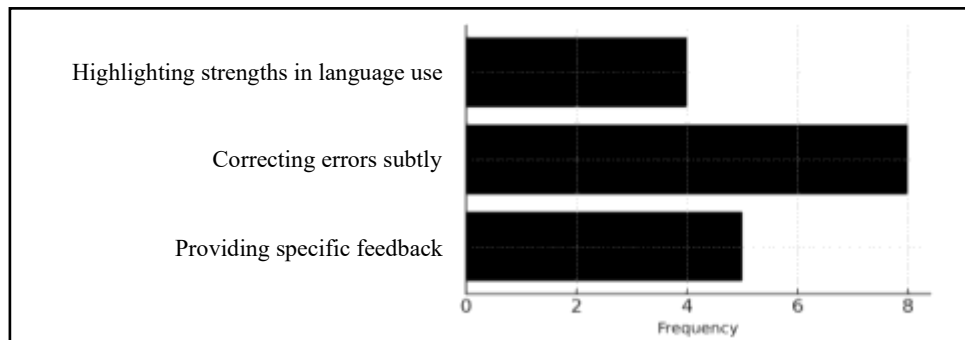 Highlighting strengths in language use
Correcting errors subtly
Providing specific feedback
0 2 4 6 8
Frequency